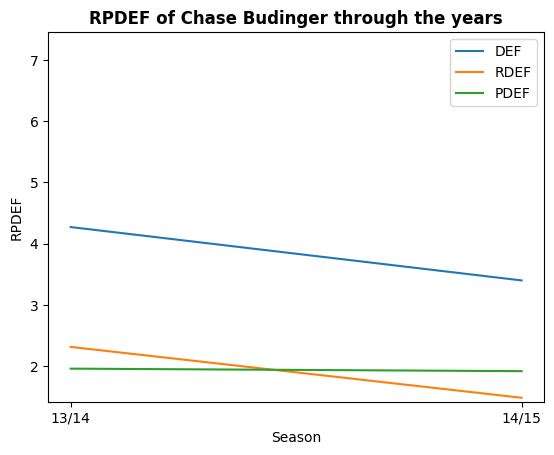 RPDEF of Chase Budinger through the years
DEF
RDEF
PDEF
7
6
5
4
3
2
RPDEF
13/14
14/15
Season